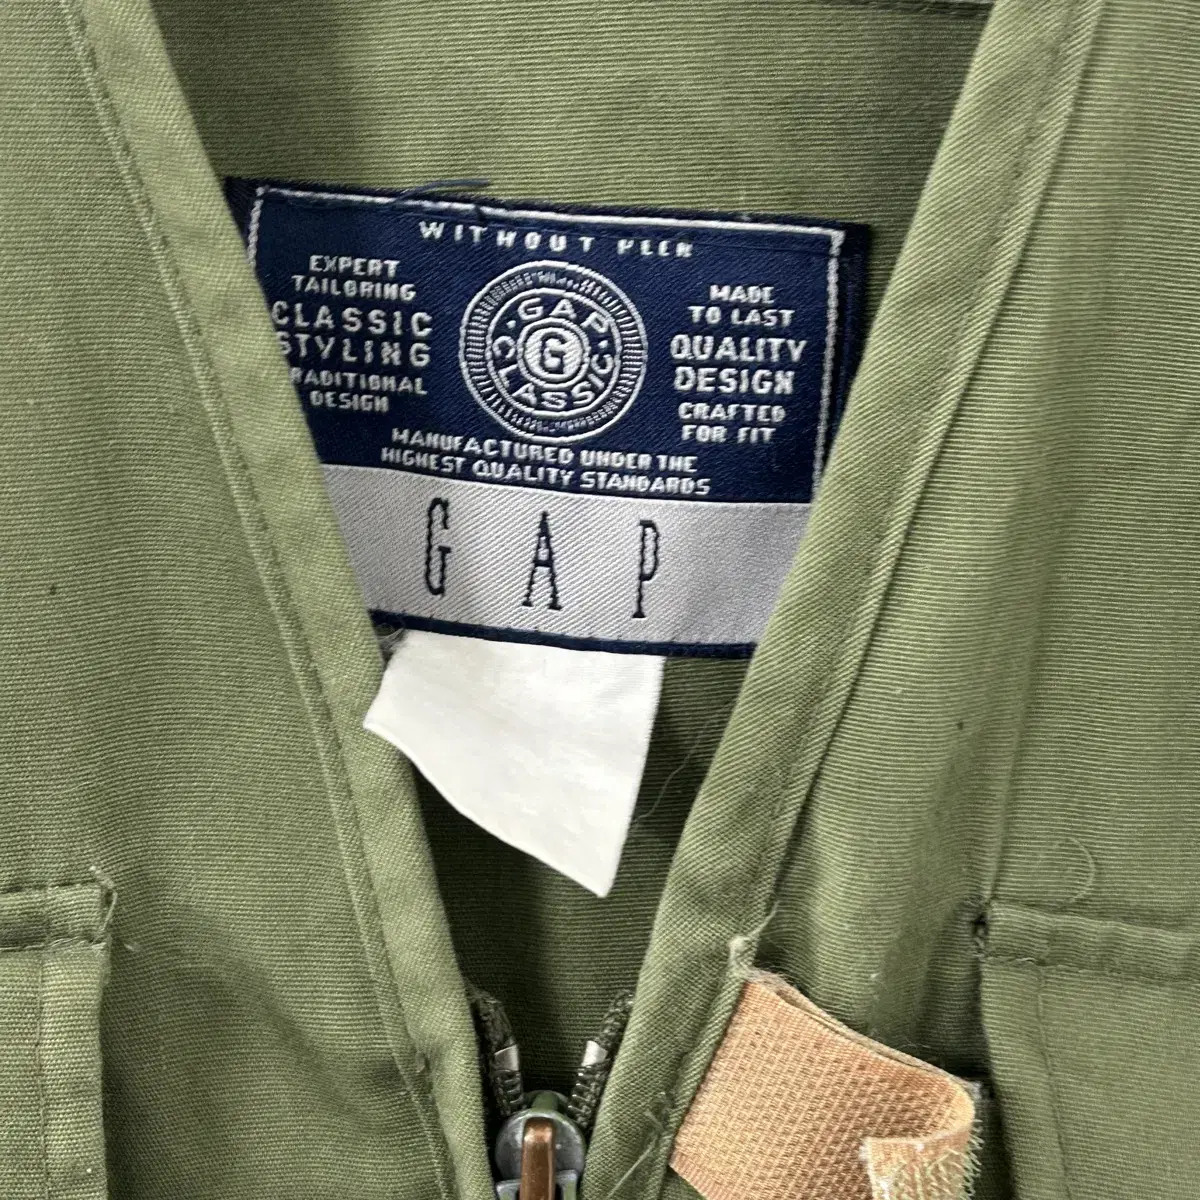 WITHOUT PEER
EXPERT
TAILORING
CLASSIC
STYLING
TRADITIONAL
DESIGN
GAP
G
CLASSIC
MADE
TO LAST
QUALITY
DESIGN
CRAFTED
FOR FIT
MANUFACTURED UNDER THE
HIGHEST QUALITY STANDARDS
GAP